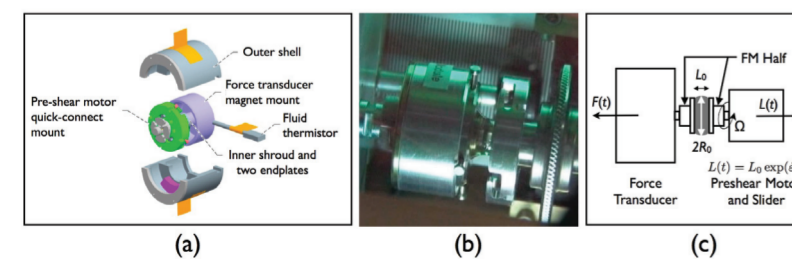 Outer shell
Force transducer
magnet mount
Pre-shear motor
quick-connect
mount
Fluid
thermistor
Inner shroud and
two endplates
FM Half
L₀
F(t)
L(t)
Ω
2R₀
L(t) = L₀ exp(ε
Force
Transducer
Preshear Moto
and Slider
(a)
(b)
(c)